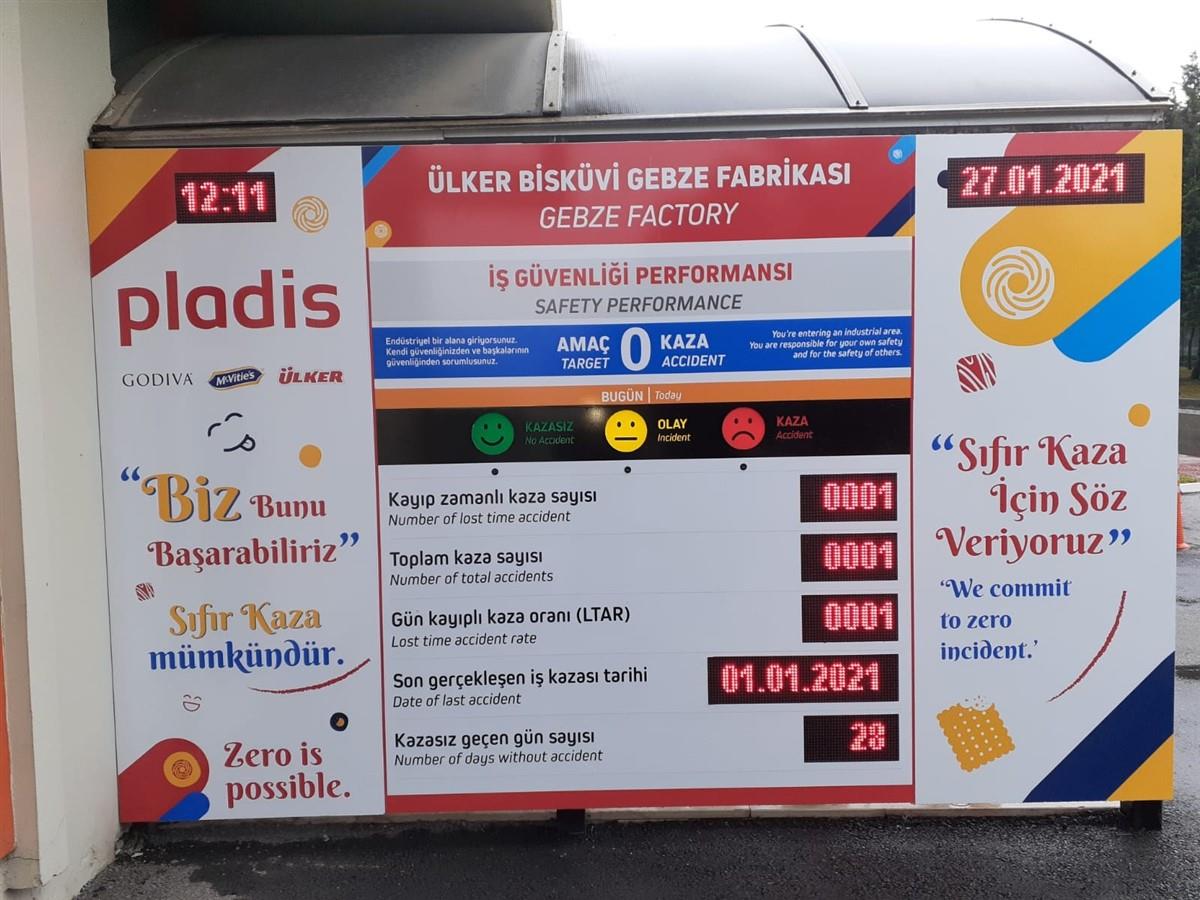 12:11
pladis
GODIVA McVitie's ÜLKER
“Biz Bunu
Başarabiliriz”
Sıfır Kaza
mümkündür.
Zero is
possible.
ÜLKER BİSKÜVİ GEBZE FABRİKASI
GEBZE FACTORY
İŞ GÜVENLİĞİ PERFORMANSI
SAFETY PERFORMANCE
Endüstriyel bir alana giriyorsunuz.
Kendi güvenliğinizden ve başkalarının
güvenliğinden sorumlusunuz.
AMAÇ 0 KAZA
TARGET ACCIDENT
You're entering an industrial area.
You are responsible for your own safety
and for the safety of others.
BUGÜN | Today
KAZASIZ
No Accident
OLAY
Incident
KAZA
Accident
Kayıp zamanlı kaza sayısı 0001
Number of lost time accident
Toplam kaza sayısı 0001
Number of total accidents
Gün kayıplı kaza oranı (LTAR) 0001
Lost time accident rate
Son gerçekleşen iş kazası tarihi 01.01.2021
Date of last accident
Kazasız geçen gün sayısı 28
Number of days without accident
27.01.2021
“Sıfır Kaza
İçin Söz
Veriyoruz”
‘We commit
to zero
incident.’